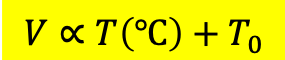 V ∝ T(°C) + T₀